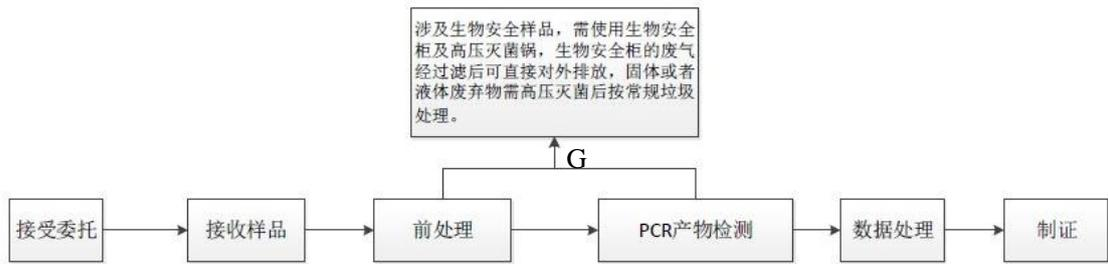 涉及生物安全样品，需使用生物安全
柜及高压灭菌锅，生物安全柜的废气
经过滤后可直接对外排放，固体或者
液体废弃物需高压灭菌后按常规垃圾
处理。
G
接受委托
接收样品
前处理
PCR产物检测
数据处理
制证